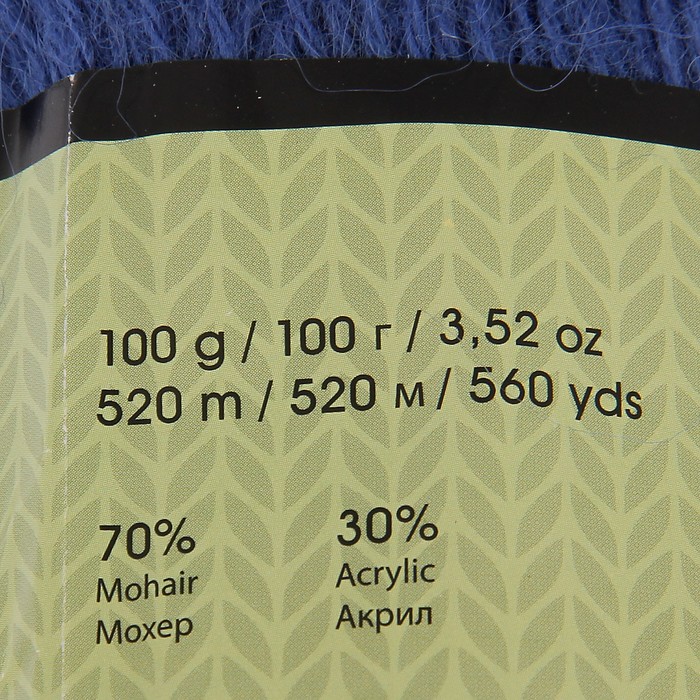 100 g / 100 г / 3,52 oz
520 m / 520 м / 560 yds
70%
Mohair
Мохер
30%
Acrylic
Акрил